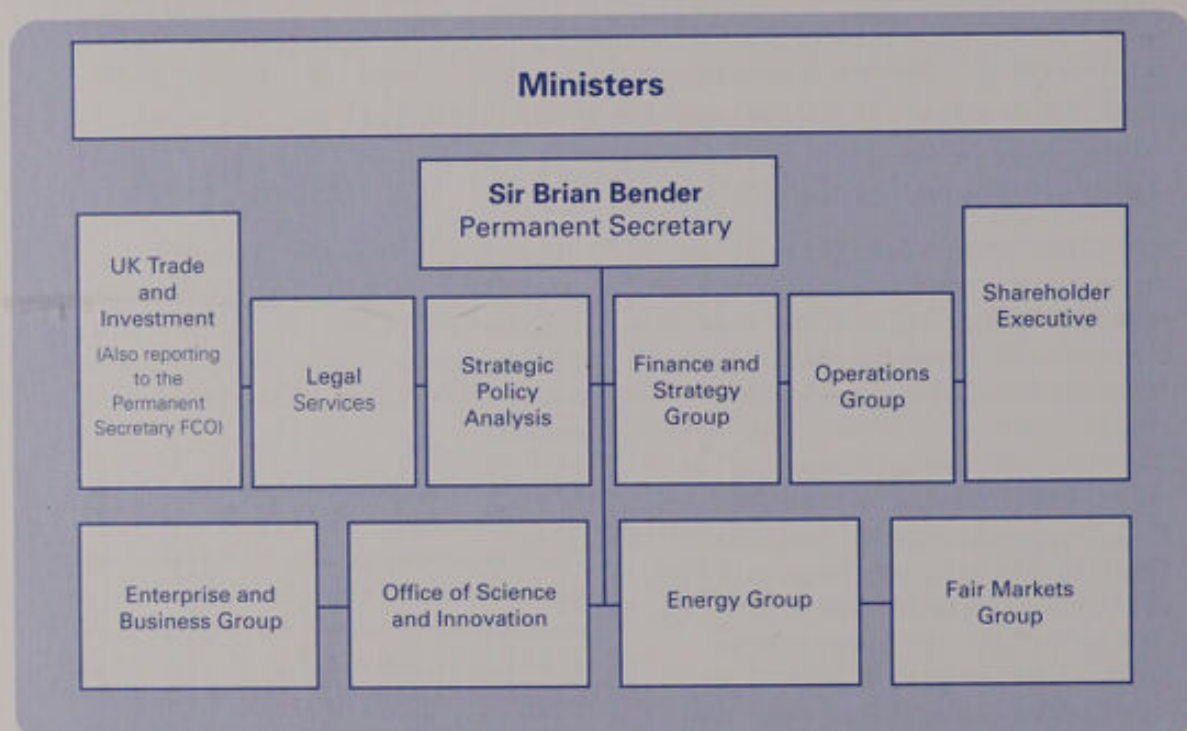 Ministers
Sir Brian Bender
Permanent Secretary
UK Trade
and
Investment
(Also reporting
to the
Permanent
Secretary FCO)
Legal
Services
Strategic
Policy
Analysis
Finance and
Strategy
Group
Operations
Group
Shareholder
Executive
Enterprise and
Business Group
Office of Science
and Innovation
Energy Group
Fair Markets
Group